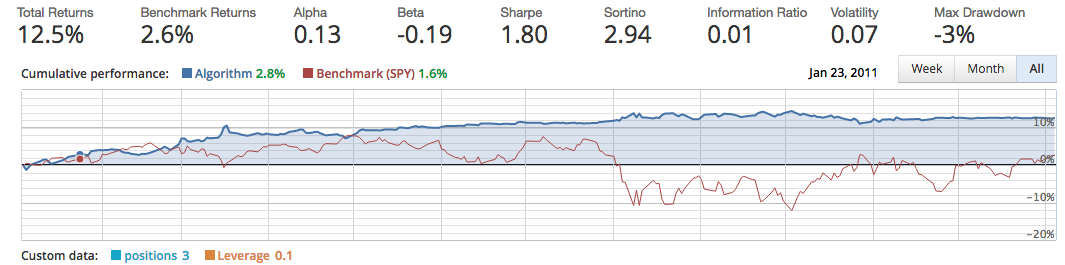 Total Returns Benchmark Returns Alpha Beta Sharpe Sortino Information Ratio Volatility Max Drawdown
12.5% 2.6% 0.13 -0.19 1.80 2.94 0.01 0.07 -3%
Cumulative performance: Algorithm 2.8% Benchmark (SPY) 1.6% Jan 23, 2011 Week Month All
10%
0%
-10%
-20%
Custom data: positions 3 Leverage 0.1